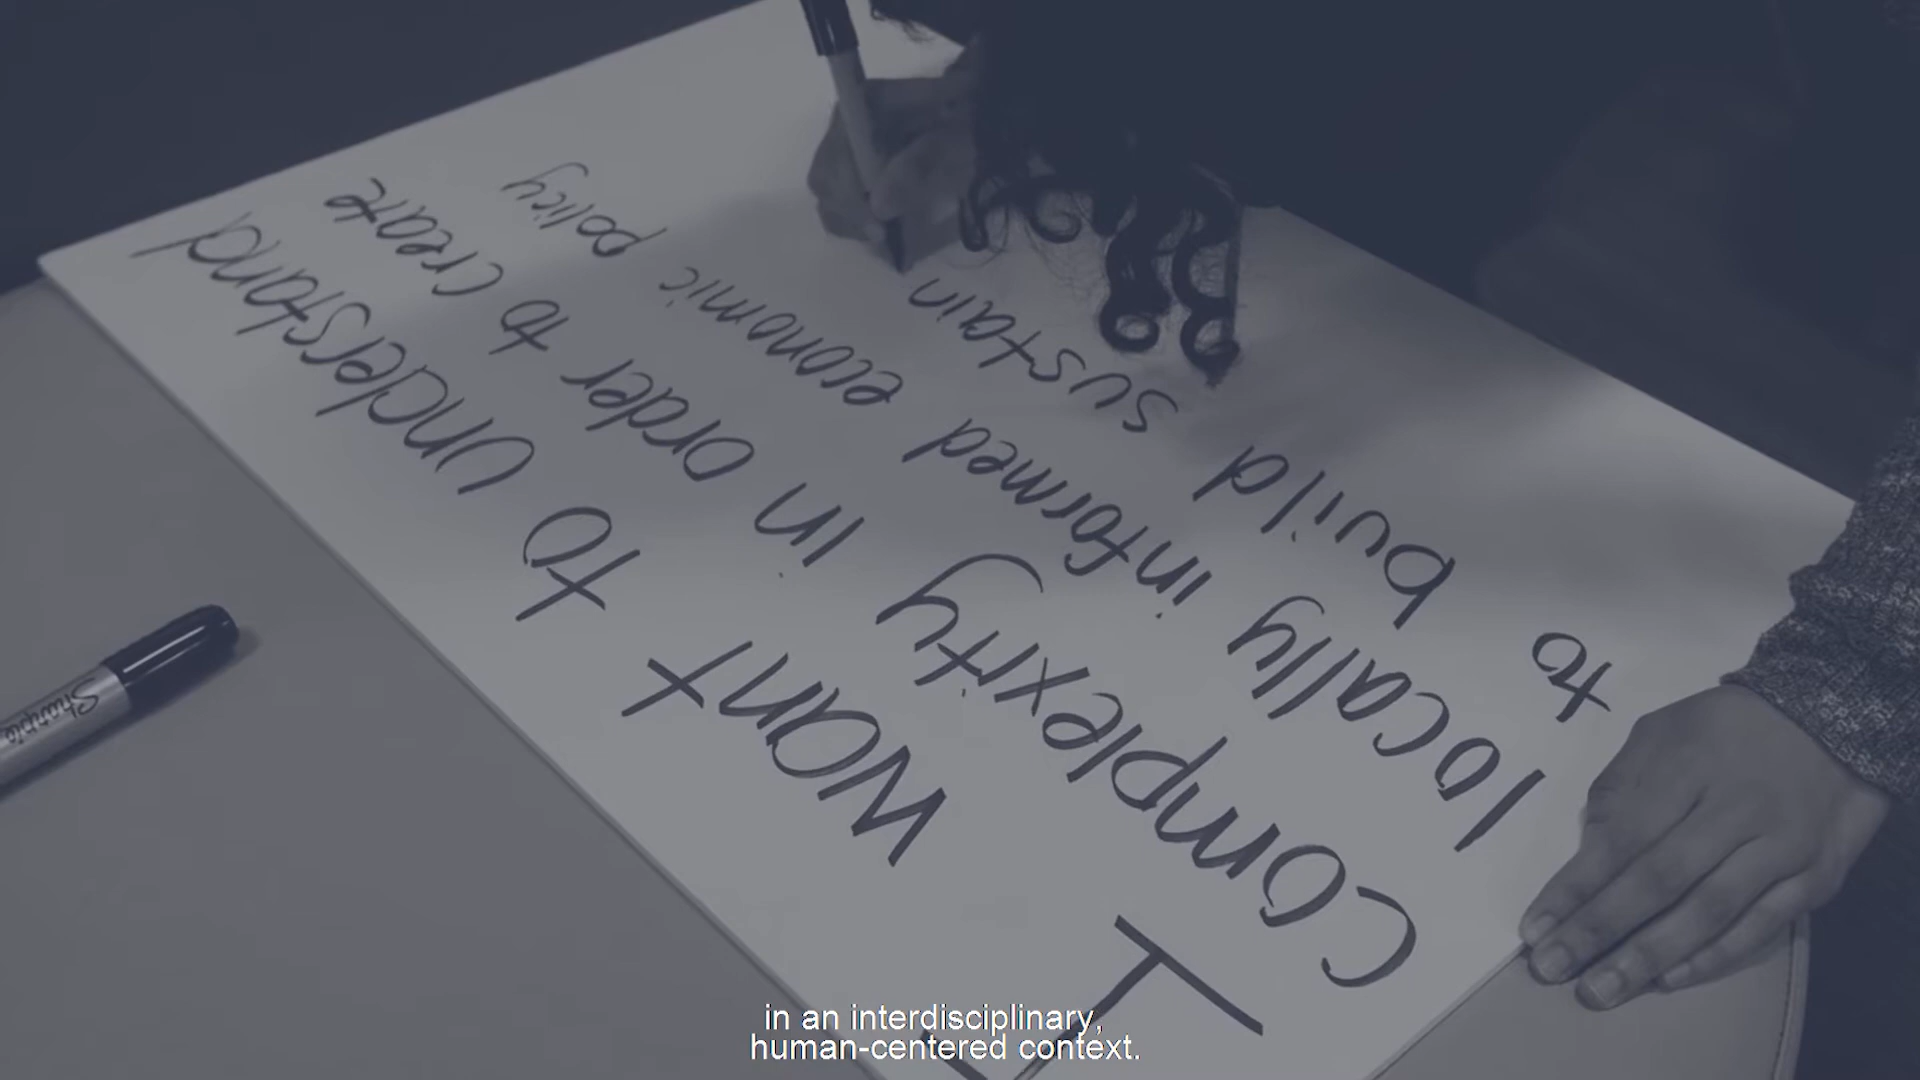 I want to understand
complexity in order to create
locally informed economic policy
to build sustain
Sharpie
in an interdisciplinary,
human-centered context.